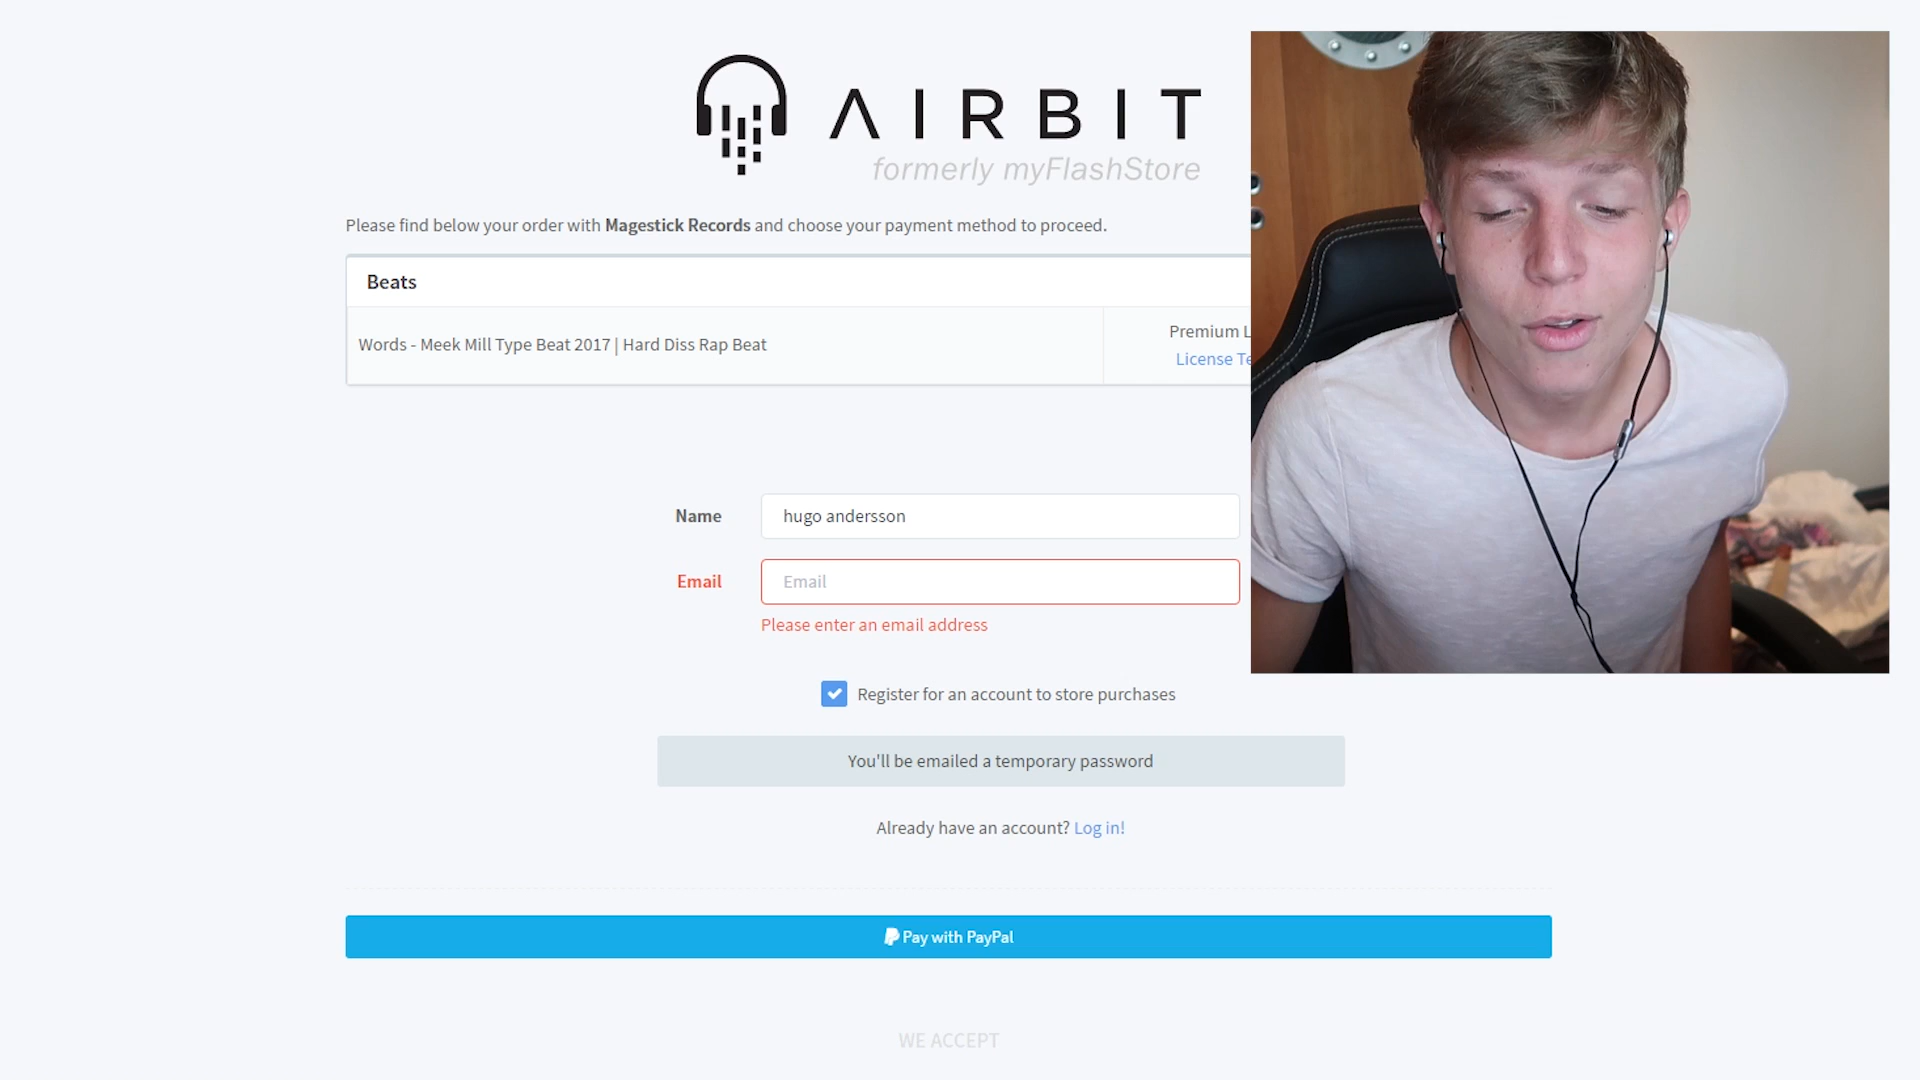 AIRBIT
formerly myFlashStore
Please find below your order with Magestick Records and choose your payment method to proceed.
Beats
Words - Meek Mill Type Beat 2017 | Hard Diss Rap Beat
Premium L
License Te
Name
hugo andersson
Email
Email
Please enter an email address
Register for an account to store purchases
You'll be emailed a temporary password
Already have an account? Log in!
Pay with PayPal
WE ACCEPT